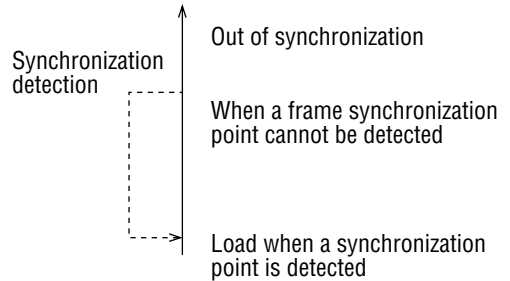 Out of synchronization
Synchronization
detection
When a frame synchronization
point cannot be detected
Load when a synchronization
point is detected